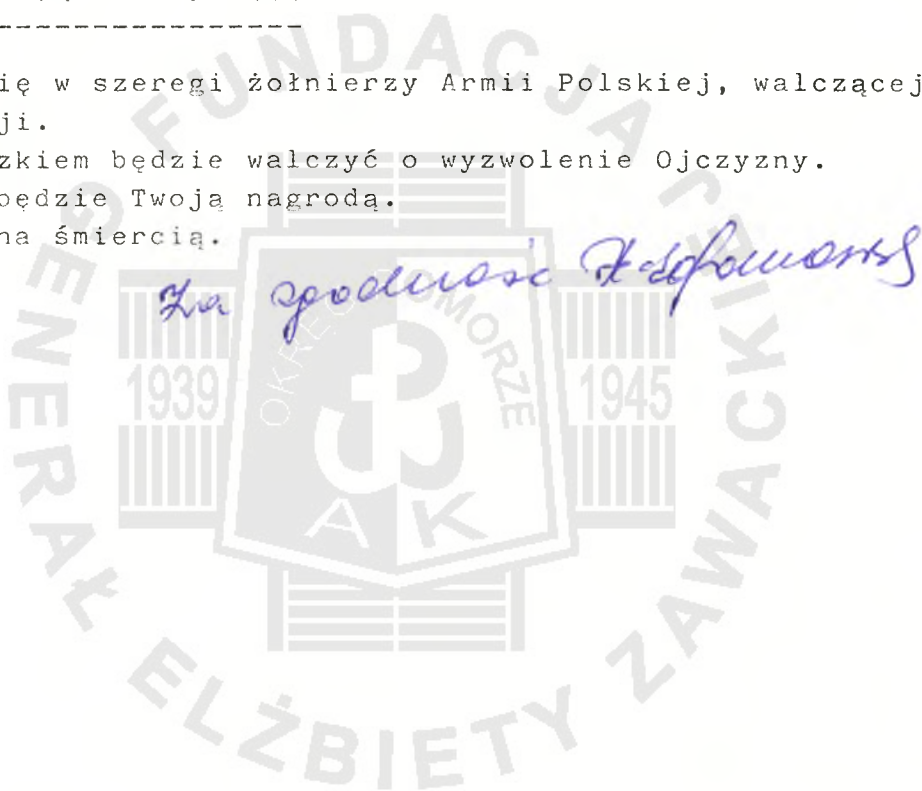 -----------------
ię w szeregi żołnierzy Armii Polskiej, walczącej
ji.
zkiem będzie walczyć o wyzwolenie Ojczyzny.
będzie Twoją nagrodą.
na śmiercią.
Za zgodność
FUNDACJA GENERAŁ ELŻBIETY ZAWACKIEJ
OKRĘG POMORZE
1939 1945
AK